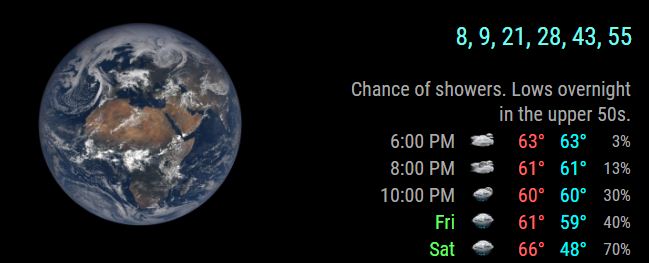 8, 9, 21, 28, 43, 55
Chance of showers. Lows overnight
in the upper 50s.
6:00 PM 63° 63° 3%
8:00 PM 61° 61° 13%
10:00 PM 60° 60° 30%
Fri 61° 59° 40%
Sat 66° 48° 70%